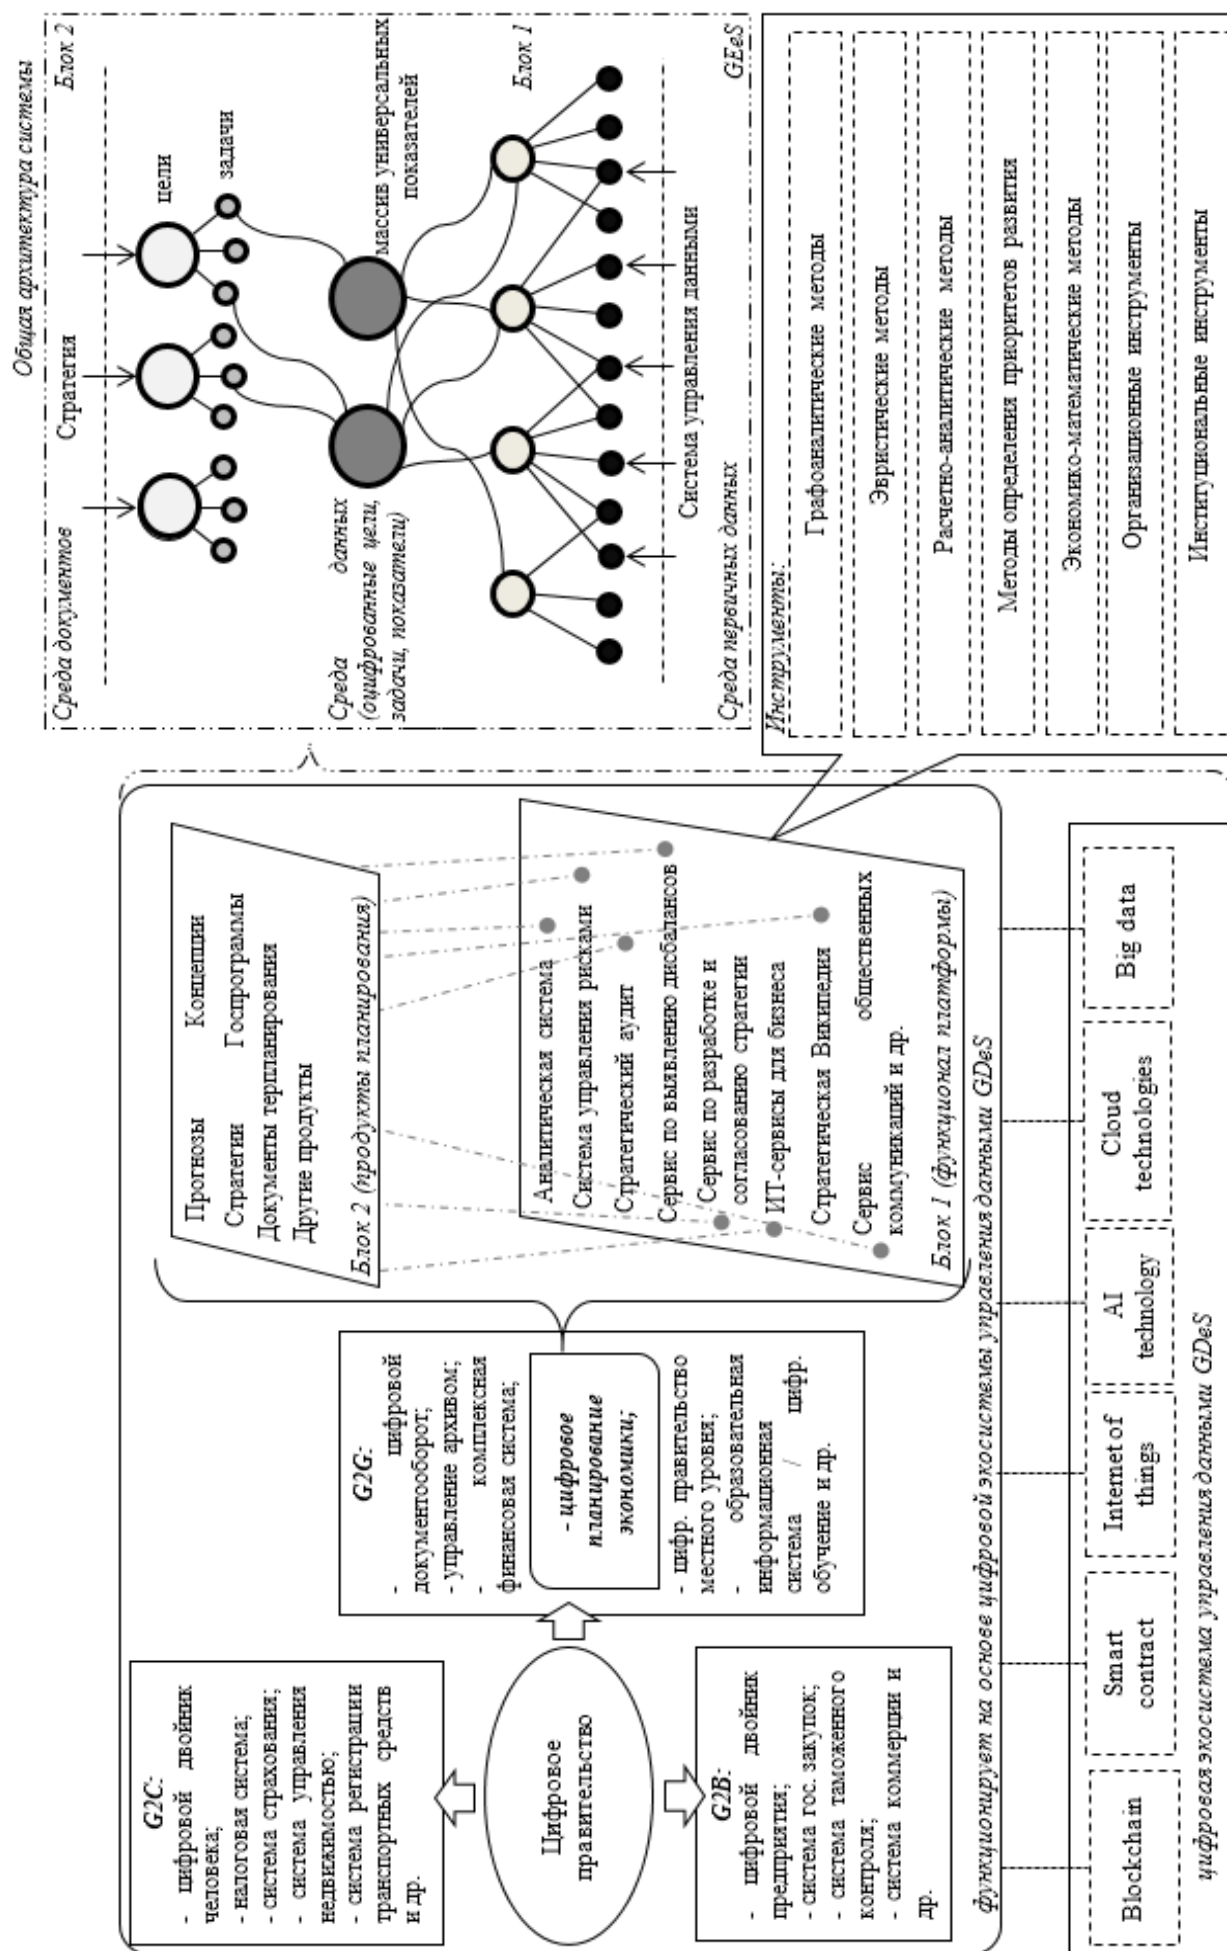 G2C:
- цифровой двойник
человека;
- налоговая система;
- система страхования;
- система управления
недвижимостью;
- система регистрации
транспортных средств
и др.
Цифровое
правительство
G2B:
- цифровой двойник
предприятия;
- система гос. закупок;
- система таможенного
контроля;
- система коммерции и
др.
G2G:
- цифровой
документооборот;
- управление архивом;
- комплексная
финансовая система;
- цифровое
планирование
экономики;
- цифр. правительство
местного уровня;
- образовательная
информационная
система / цифр.
обучение и др.
Прогнозы Концепции
Стратегии Госпрограммы
Документы терпланирования
Другие продукты
Блок 2 (продукты планирования)
Аналитическая система
Система управления рисками
Стратегический аудит
Сервис по выявлению дисбалансов
Сервис по разработке и
согласованию стратегии
ИТ-сервисы для бизнеса
Стратегическая Википедия
Сервис общественных
коммуникаций и др.
Блок 1 (функционал платформы)
функционирует на основе цифровой экосистемы управления данными GDeS
Blockchain
Smart
contract
Internet of
things
AI
technology
Cloud
technologies
Big data
цифровая экосистема управления данными GDeS
Общая архитектура системы
Среда документов
Стратегия
Блок 2
цели
задачи
Среда данных
(оцифрованные цели,
задачи, показатели)
массив универсальных
показателей
Блок 1
Система управления данными
Среда первичных данных
GEeS
Инструменты:
Графоаналитические методы
Эвристические методы
Расчетно-аналитические методы
Методы определения приоритетов развития
Экономико-математические методы
Организационные инструменты
Институциональные инструменты